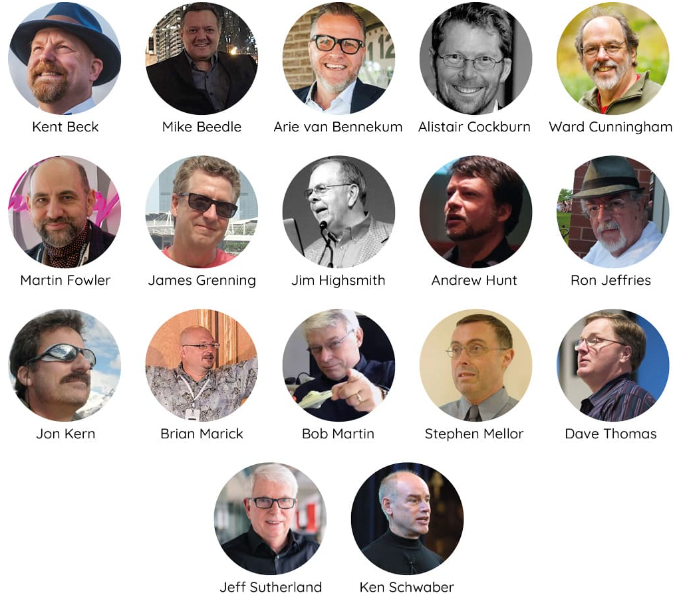 Kent Beck
Mike Beedle
Arie van Bennekum
Alistair Cockburn
Ward Cunningham
Martin Fowler
James Grenning
Jim Highsmith
Andrew Hunt
Ron Jeffries
Jon Kern
Brian Marick
Bob Martin
Stephen Mellor
Dave Thomas
Jeff Sutherland
Ken Schwaber